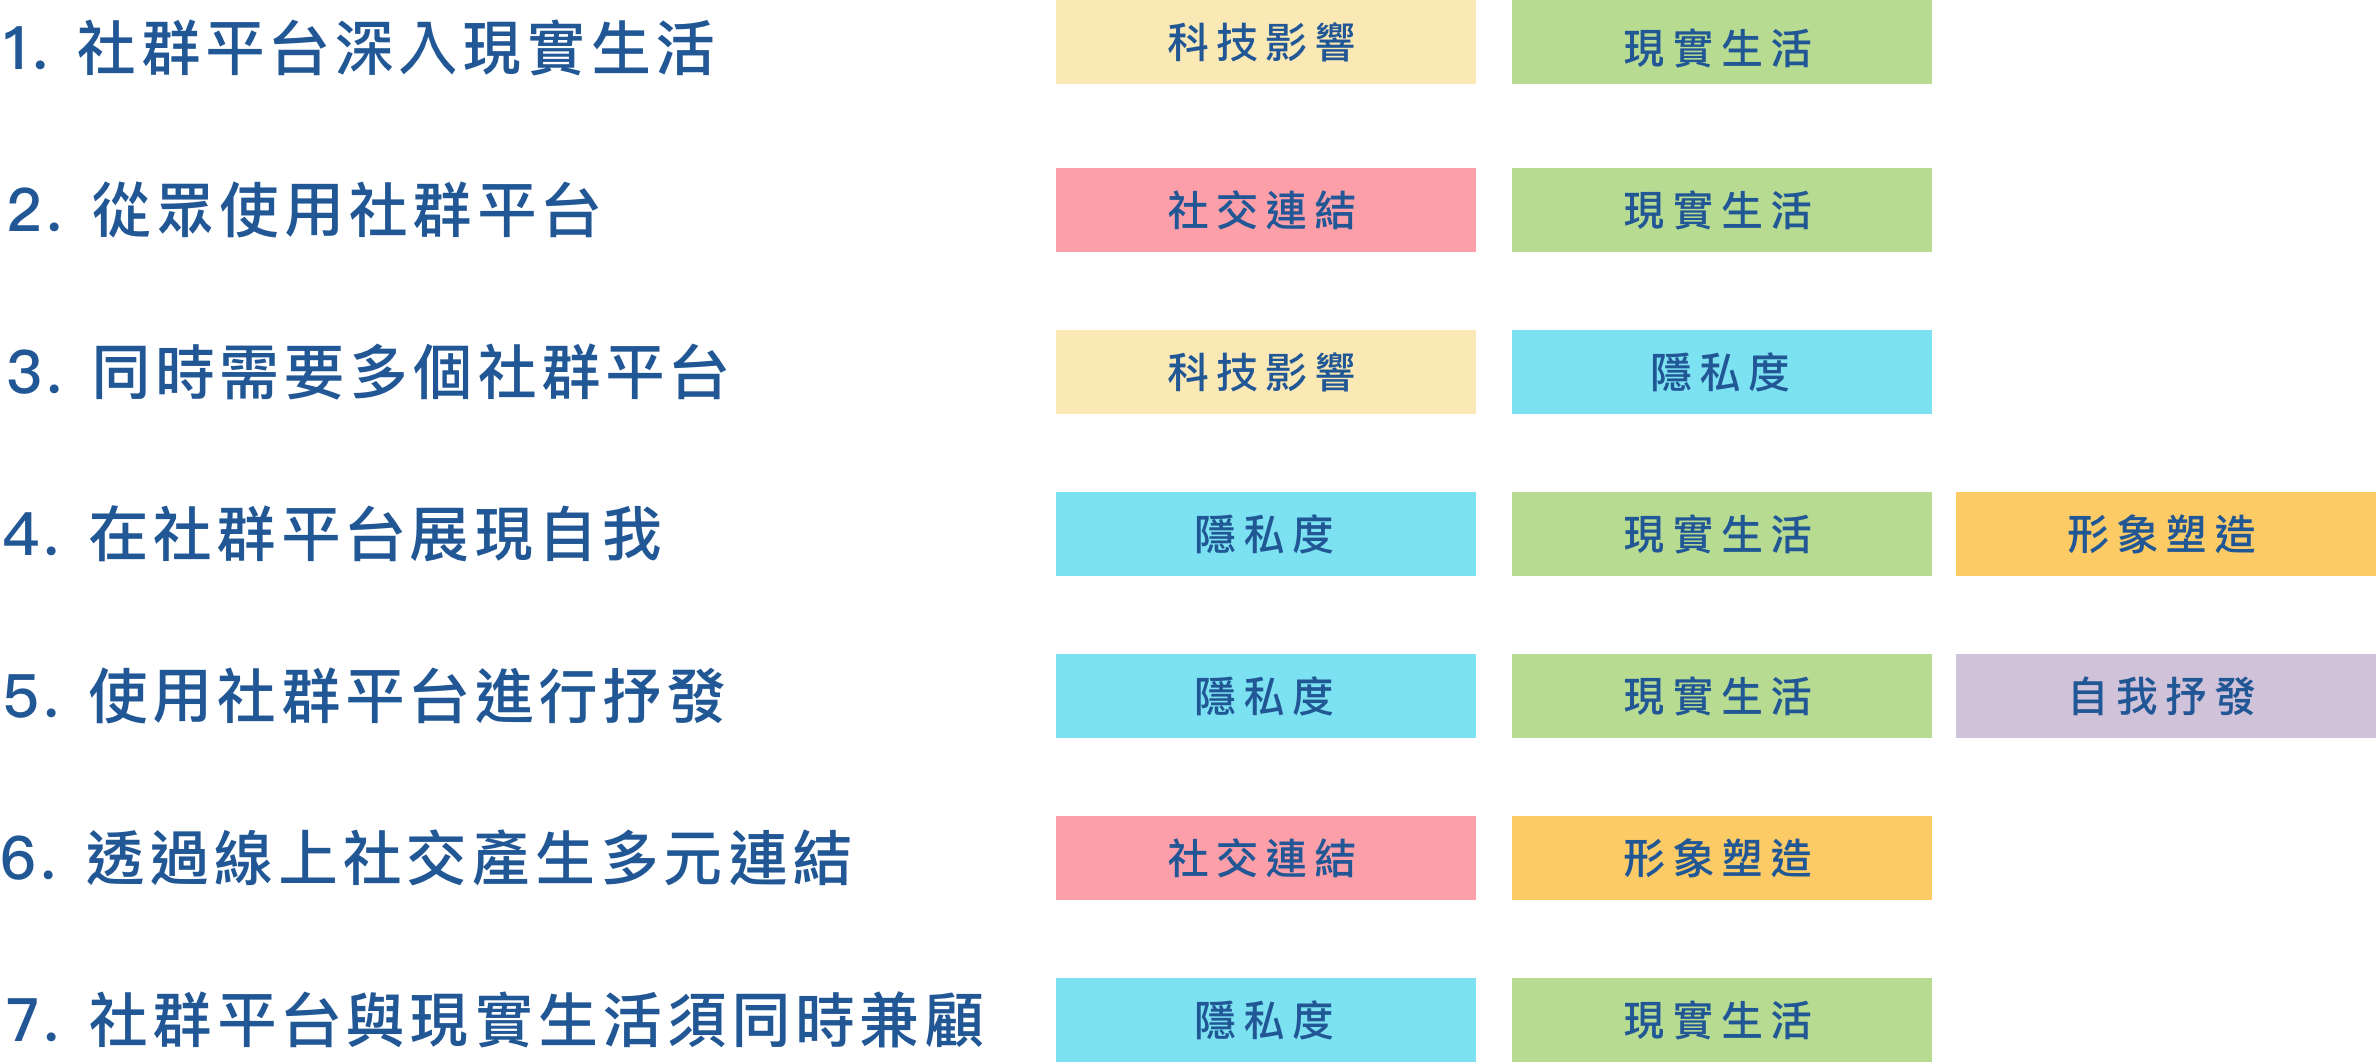 1. 社群平台深入現實生活 科技影響 現實生活
2. 從眾使用社群平台 社交連結 現實生活
3. 同時需要多個社群平台 科技影響 隱私度
4. 在社群平台展現自我 隱私度 現實生活 形象塑造
5. 使用社群平台進行抒發 隱私度 現實生活 自我抒發
6. 透過線上社交產生多元連結 社交連結 形象塑造
7. 社群平台與現實生活須同時兼顧 隱私度 現實生活